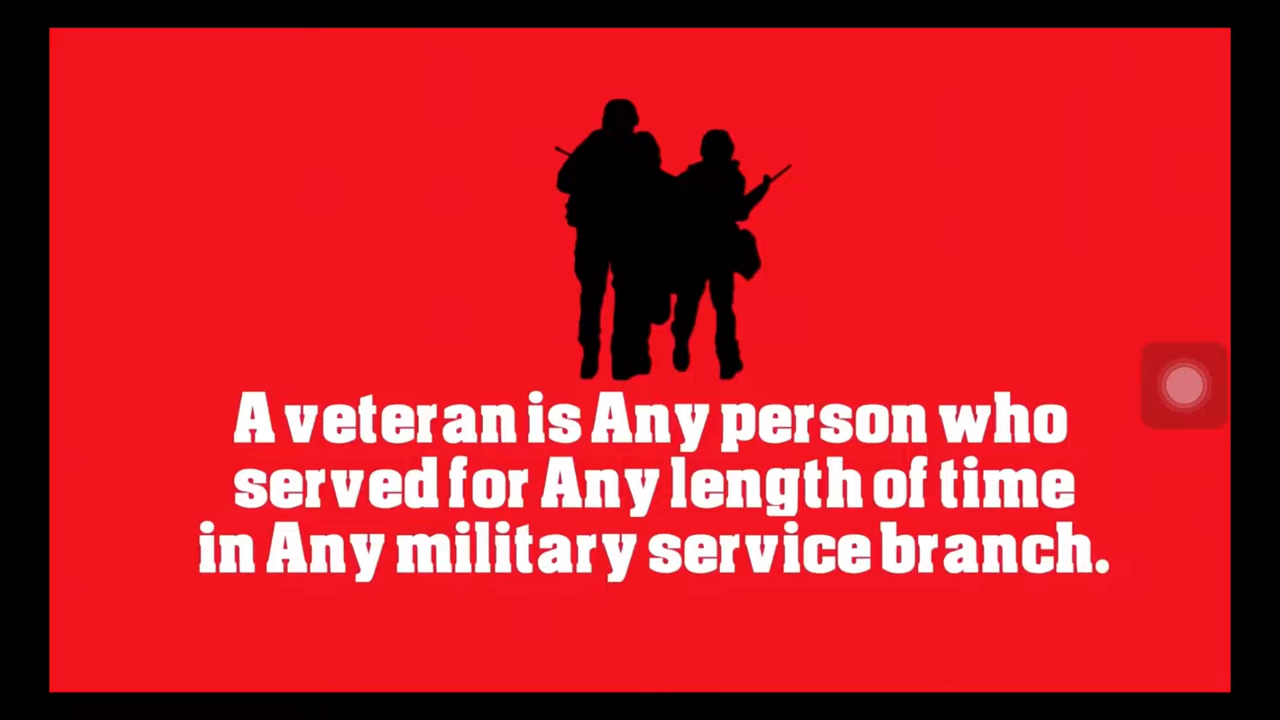 A veteran is Any person who
served for Any length of time
in Any military service branch.